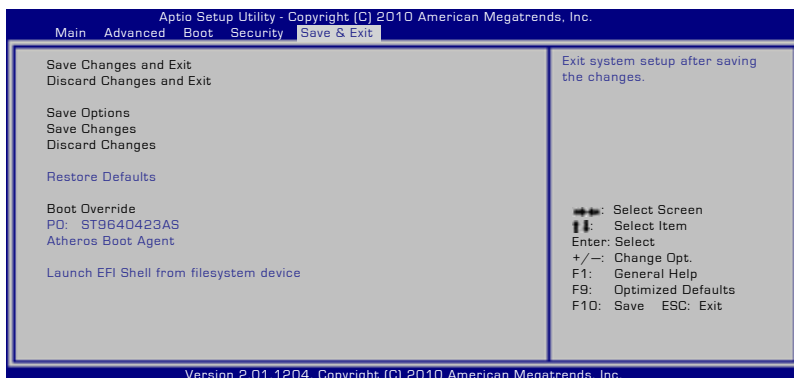 Aptio Setup Utility - Copyright (C) 2010 American Megatrends, Inc.
Main Advanced Boot Security Save & Exit
Save Changes and Exit
Discard Changes and Exit
Save Options
Save Changes
Discard Changes
Restore Defaults
Boot Override
P0: ST9640423AS
Atheros Boot Agent
Launch EFI Shell from filesystem device
Exit system setup after saving
the changes.
→←: Select Screen
↑↓: Select Item
Enter: Select
+/—: Change Opt.
F1: General Help
F9: Optimized Defaults
F10: Save ESC: Exit
Version 2.01.1204. Copyright (C) 2010 American Megatrends, Inc.